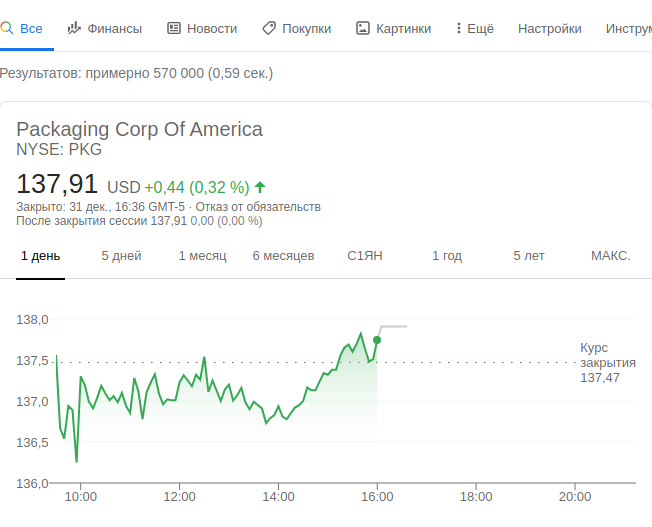 Все Финансы Новости Покупки Картинки Ещё Настройки Инструм
Результатов: примерно 570 000 (0,59 сек.)
Packaging Corp Of America
NYSE: PKG
137,91 USD +0,44 (0,32 %)
Закрыто: 31 дек., 16:36 GMT-5 · Отказ от обязательств
После закрытия сессии 137,91 0,00 (0,00 %)
1 день 5 дней 1 месяц 6 месяцев С1ЯН 1 год 5 лет МАКС.
138,0
137,5
137,0
136,5
136,0
Курс
закрытия
137,47
10:00 12:00 14:00 16:00 18:00 20:00